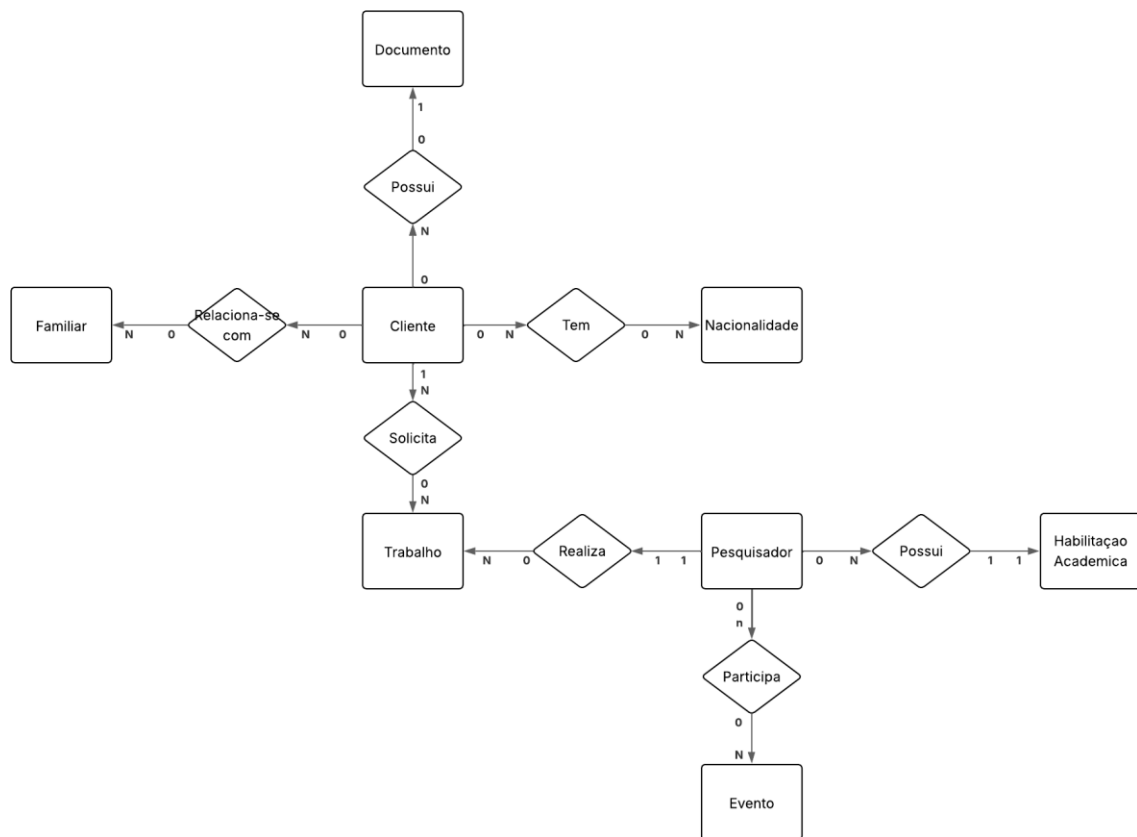 Documento
1
0
Possui
N
0
Familiar
N
0
Relaciona-se
com
N
0
Cliente
0
N
Tem
0
N
Nacionalidade
1
N
Solicita
0
N
Trabalho
N
0
Realiza
1
1
Pesquisador
0
N
Possui
1
1
Habilitaçao
Academica
0
n
Participa
0
N
Evento